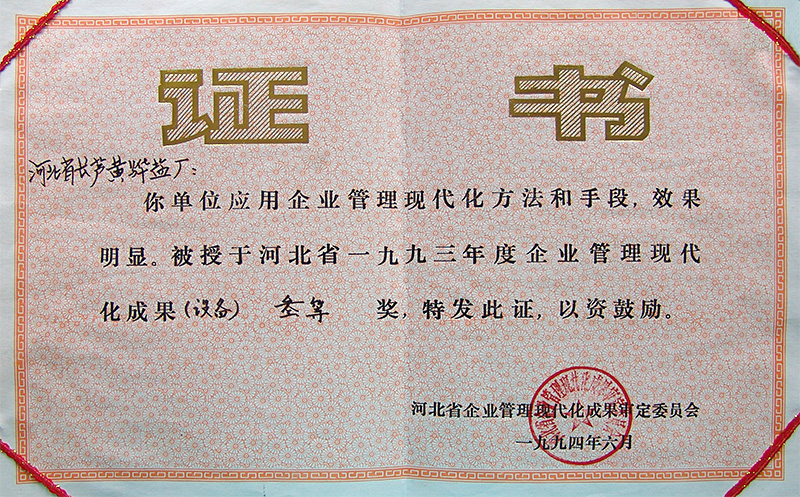 证书
河北省长芦黄骅盐厂：
你单位应用企业管理现代化方法和手段，效果
明显。被授于河北省一九九三年度企业管理现代
化成果(设备) 叁等 奖，特发此证，以资鼓励。
河北省企业管理现代化成果审定委员会
一九九四年六月